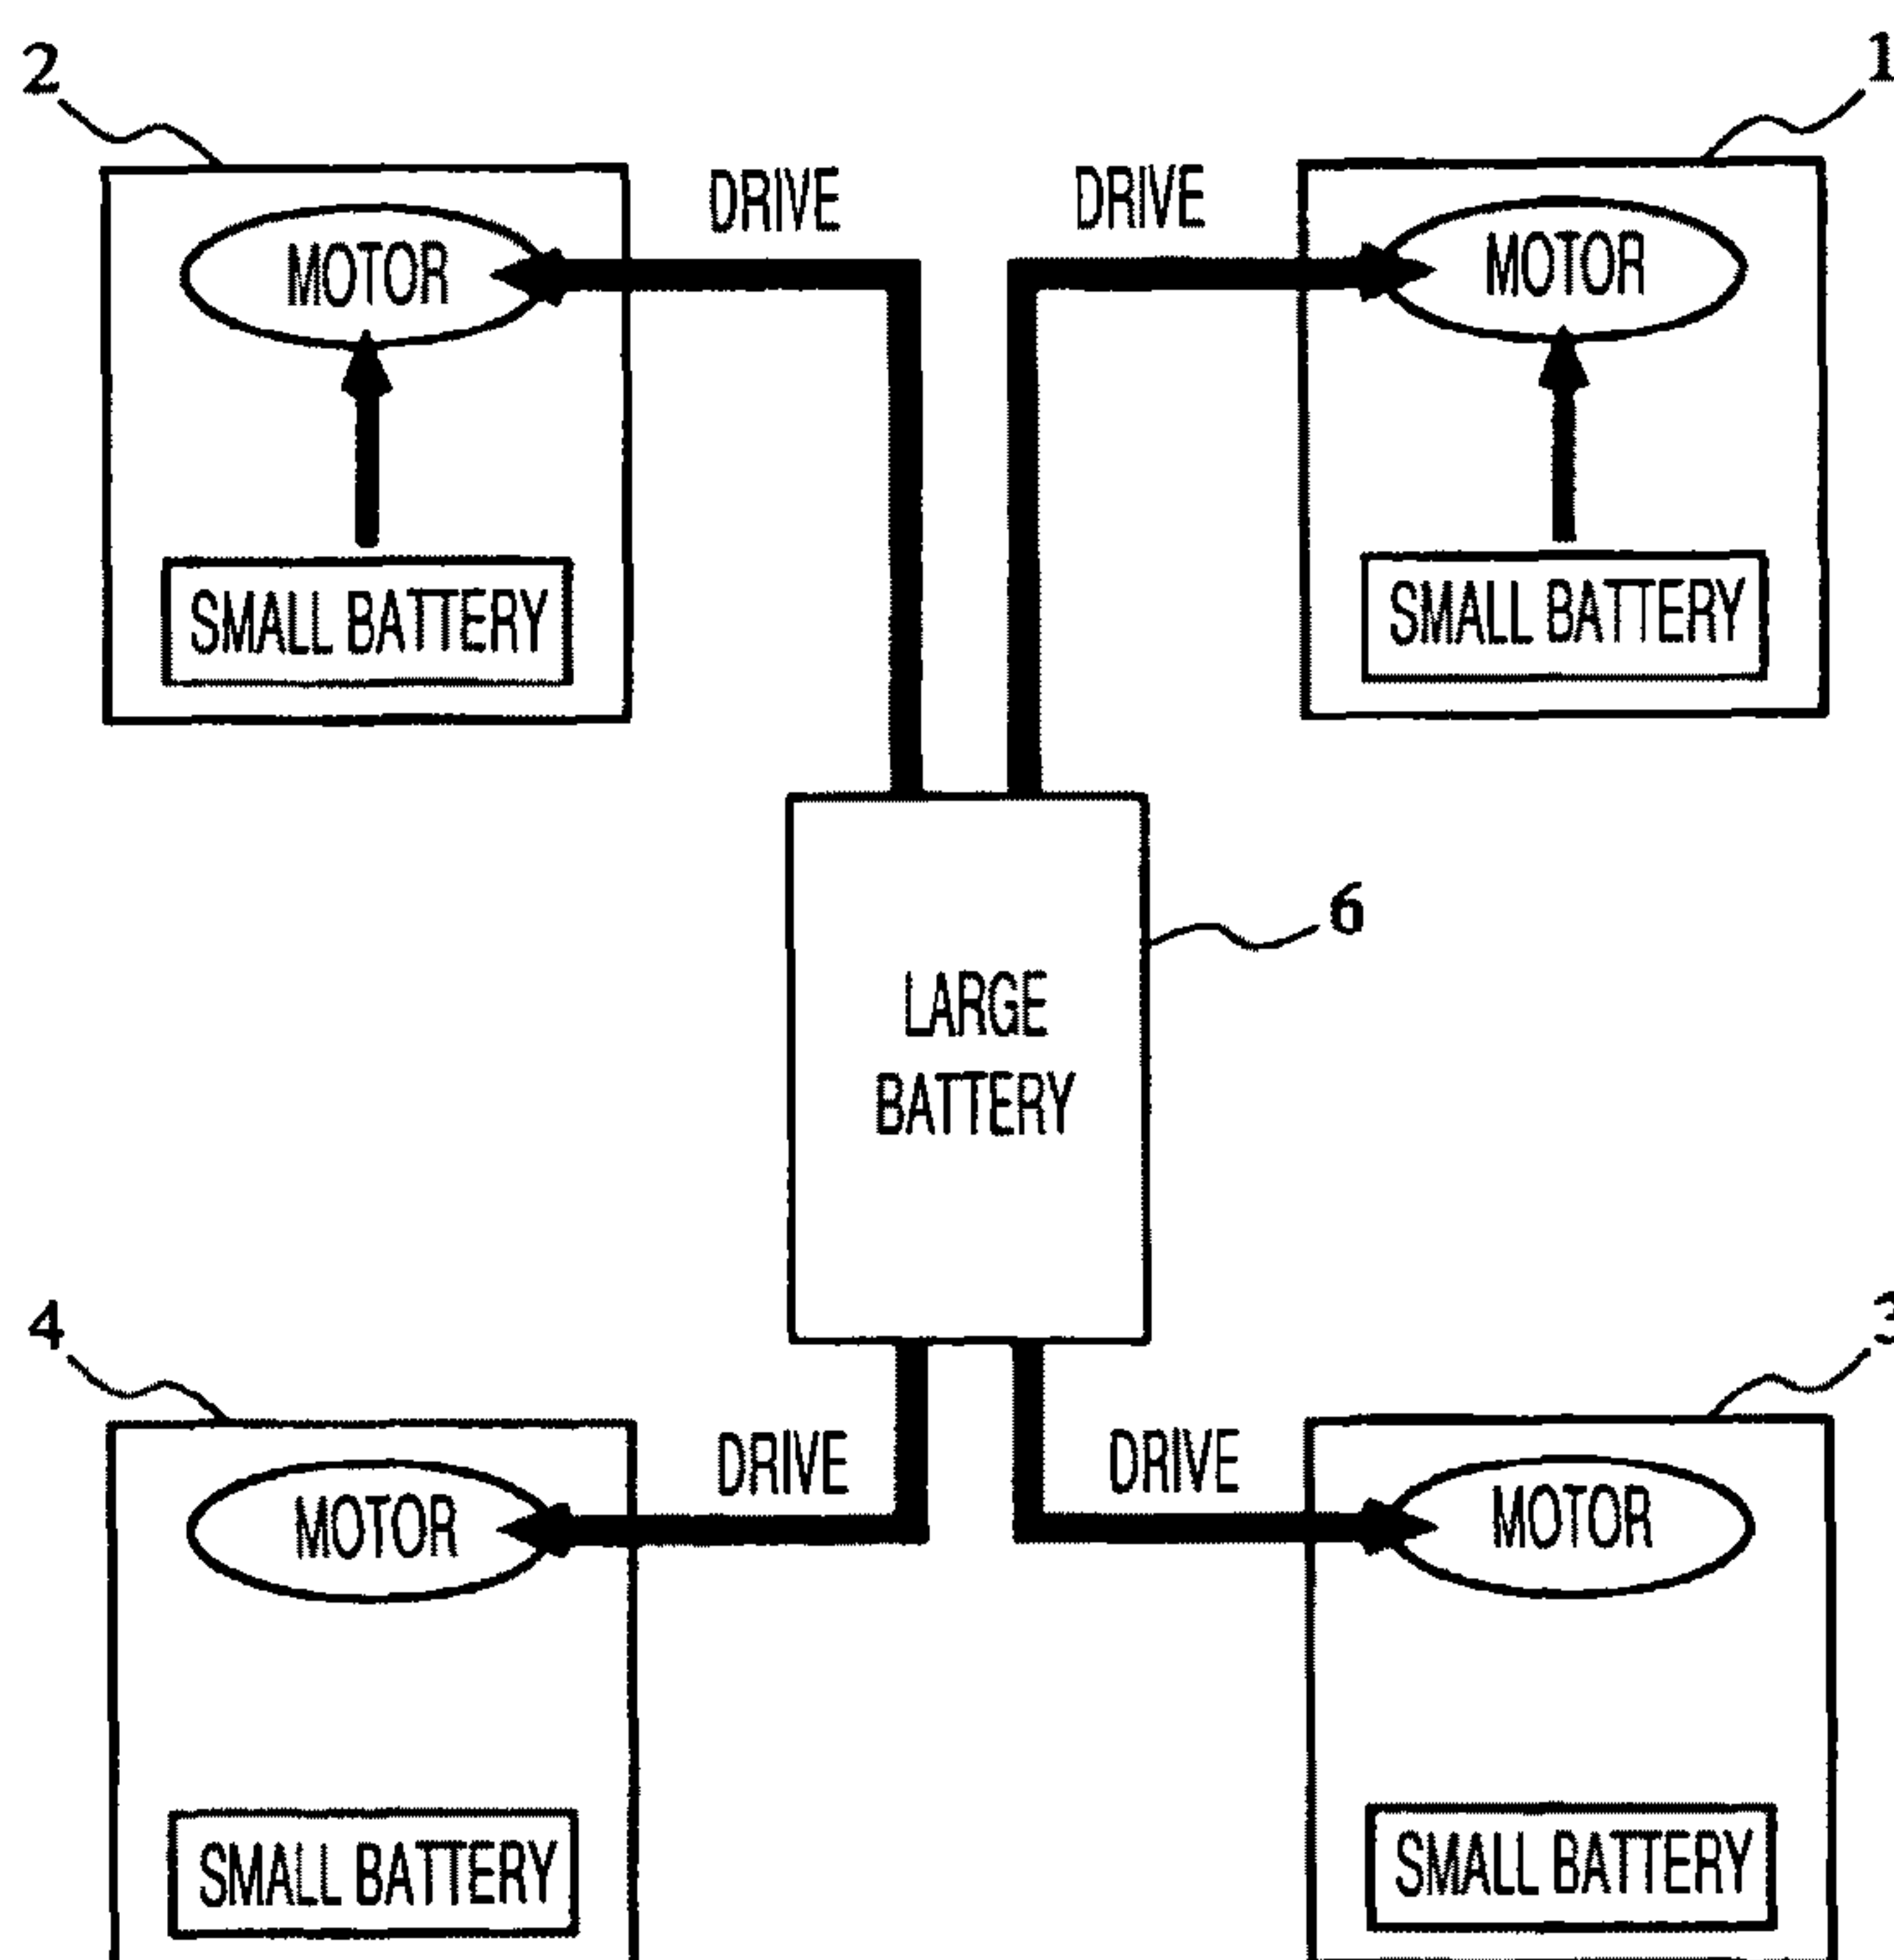 2
1
DRIVE
DRIVE
MOTOR
MOTOR
SMALL BATTERY
SMALL BATTERY
6
LARGE
BATTERY
4
3
DRIVE
DRIVE
MOTOR
MOTOR
SMALL BATTERY
SMALL BATTERY